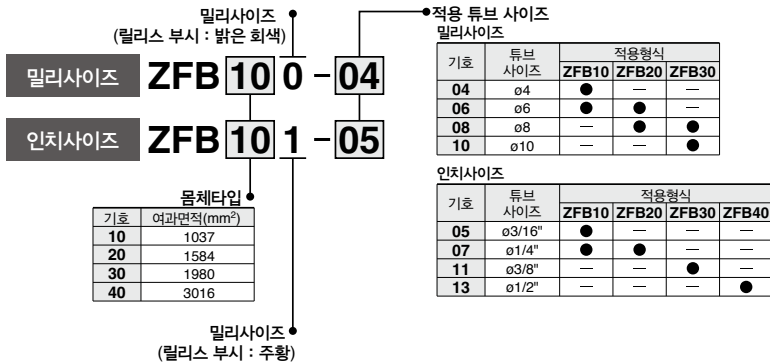 밀리사이즈
(릴리스 부시 : 밝은 회색)
밀리사이즈 ZFB 10 0 - 04
인치사이즈 ZFB 10 1 - 05
몸체타입
기호 여과면적(mm²)
10 1037
20 1584
30 1980
40 3016
밀리사이즈
(릴리스 부시 : 주황)
적용 튜브 사이즈
밀리사이즈
기호 튜브 사이즈 적용형식
ZFB10 ZFB20 ZFB30
04 ø4 ● — —
06 ø6 ● ● —
08 ø8 — ● ●
10 ø10 ●
인치사이즈
기호 튜브 사이즈 적용형식
ZFB10 ZFB20 ZFB30 ZFB40
05 ø3/16" ● — — —
07 ø1/4" ● ● — —
11 ø3/8" — — ● —
13 ø1/2" — — — ●